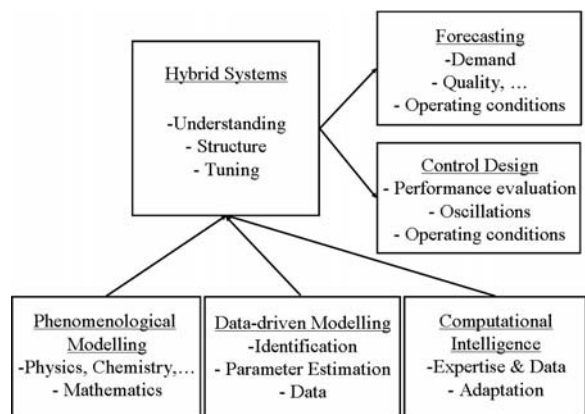 Hybrid Systems
-Understanding
- Structure
- Tuning
Forecasting
-Demand
- Quality, ...
- Operating conditions
Control Design
- Performance evaluation
- Oscillations
- Operating conditions
Phenomenological
Modelling
-Physics, Chemistry,...
- Mathematics
Data-driven Modelling
-Identification
- Parameter Estimation
- Data
Computational
Intelligence
-Expertise & Data
- Adaptation